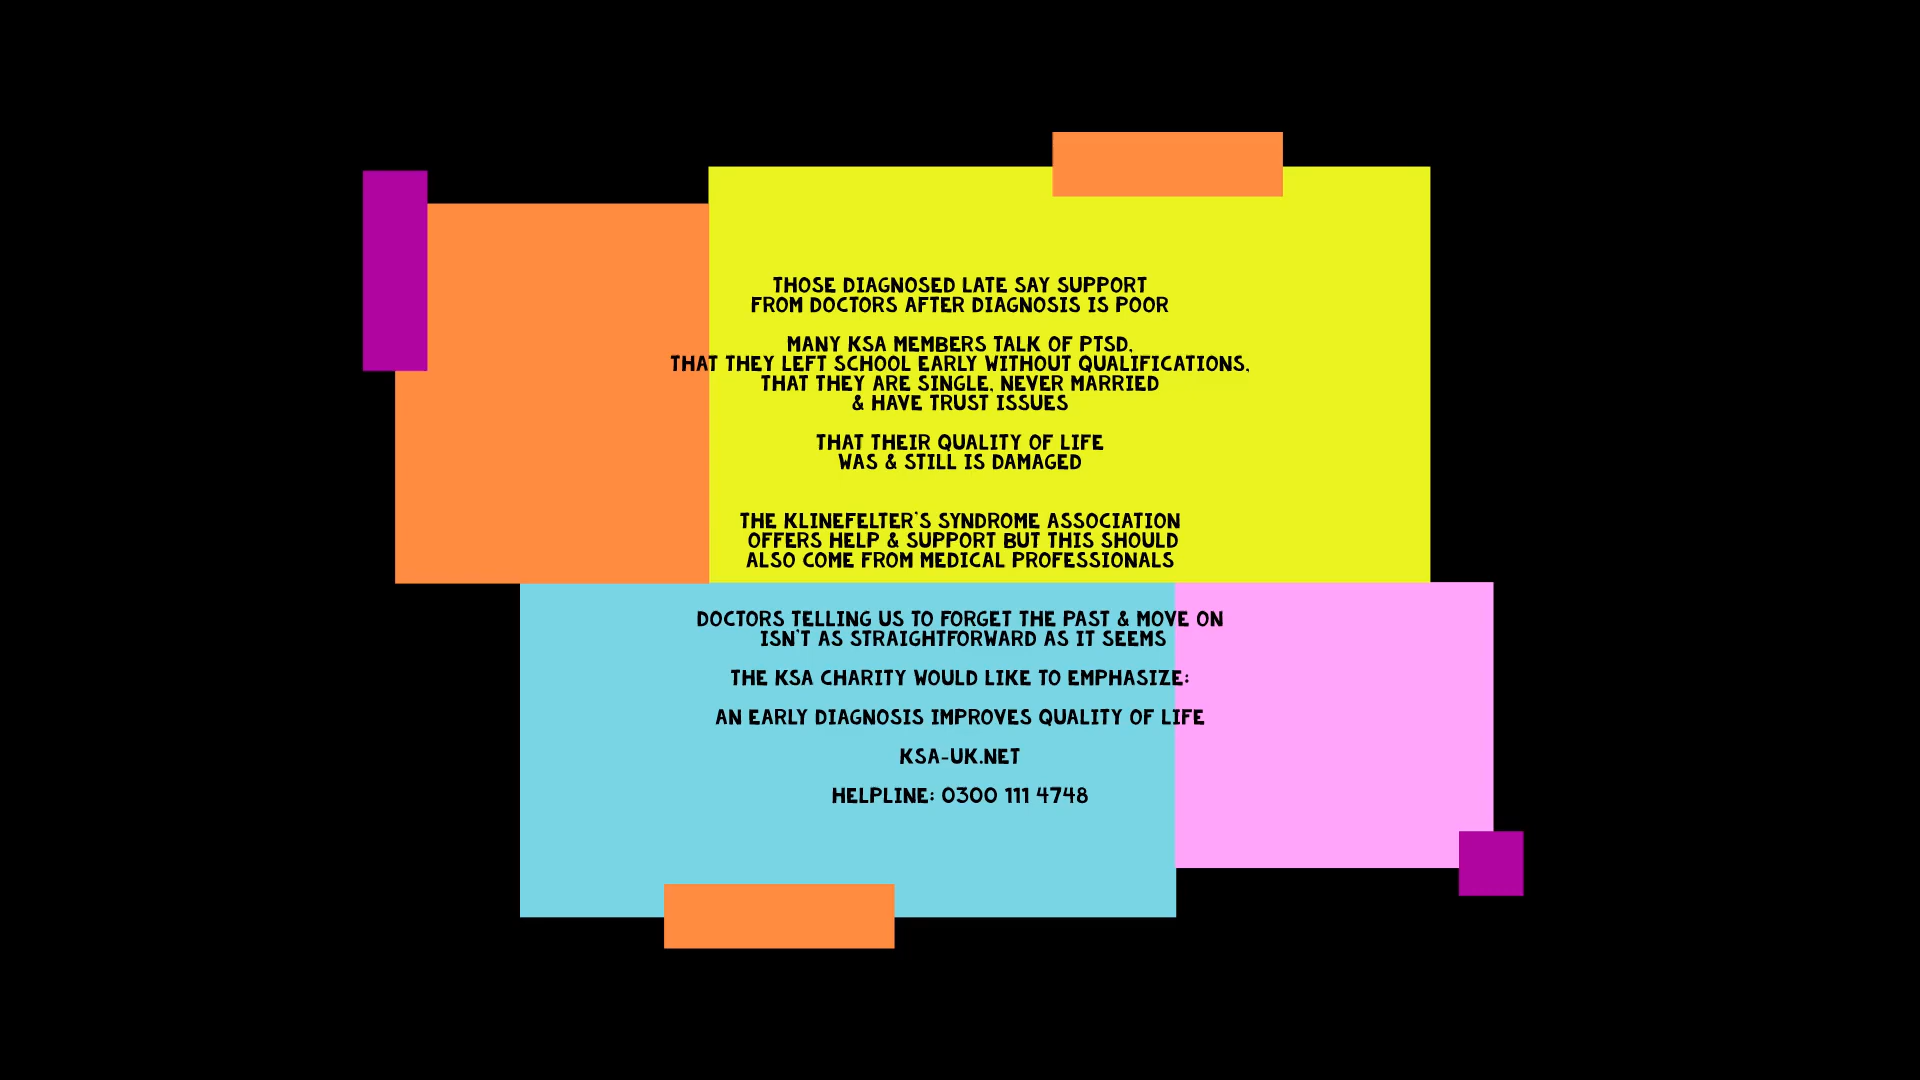 THOSE DIAGNOSED LATE SAY SUPPORT
FROM DOCTORS AFTER DIAGNOSIS IS POOR
MANY KSA MEMBERS TALK OF PTSD,
THAT THEY LEFT SCHOOL EARLY WITHOUT QUALIFICATIONS,
THAT THEY ARE SINGLE, NEVER MARRIED
& HAVE TRUST ISSUES
THAT THEIR QUALITY OF LIFE
WAS & STILL IS DAMAGED
THE KLINEFELTER'S SYNDROME ASSOCIATION
OFFERS HELP & SUPPORT BUT THIS SHOULD
ALSO COME FROM MEDICAL PROFESSIONALS
DOCTORS TELLING US TO FORGET THE PAST & MOVE ON
ISN'T AS STRAIGHTFORWARD AS IT SEEMS
THE KSA CHARITY WOULD LIKE TO EMPHASIZE:
AN EARLY DIAGNOSIS IMPROVES QUALITY OF LIFE
KSA-UK.NET
HELPLINE: 0300 111 4748